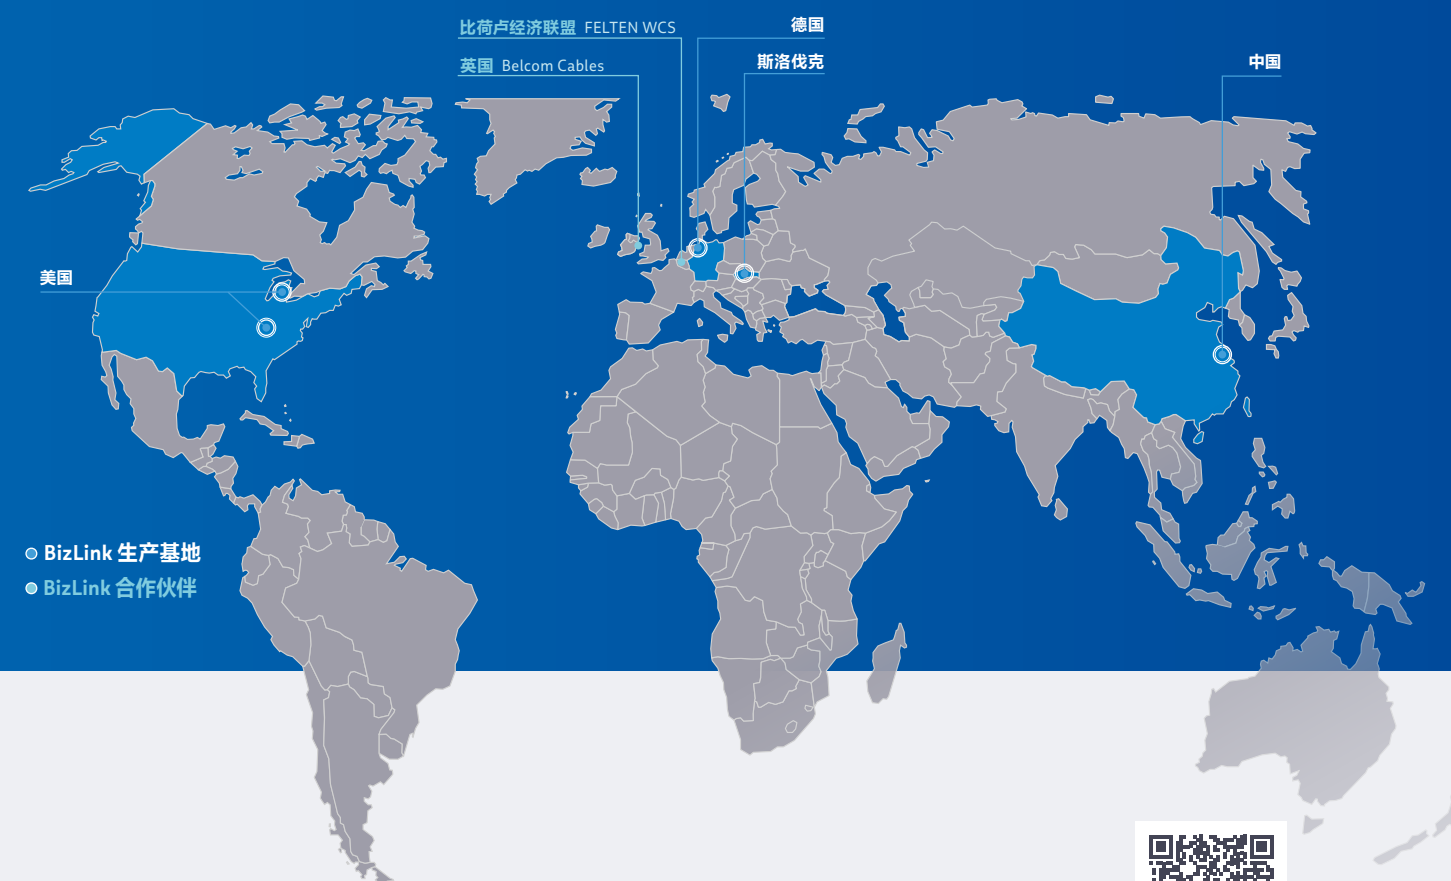 比荷卢经济联盟 FELTEN WCS
德国
英国 Belcom Cables
斯洛伐克
中国
美国
BizLink 生产基地
BizLink 合作伙伴